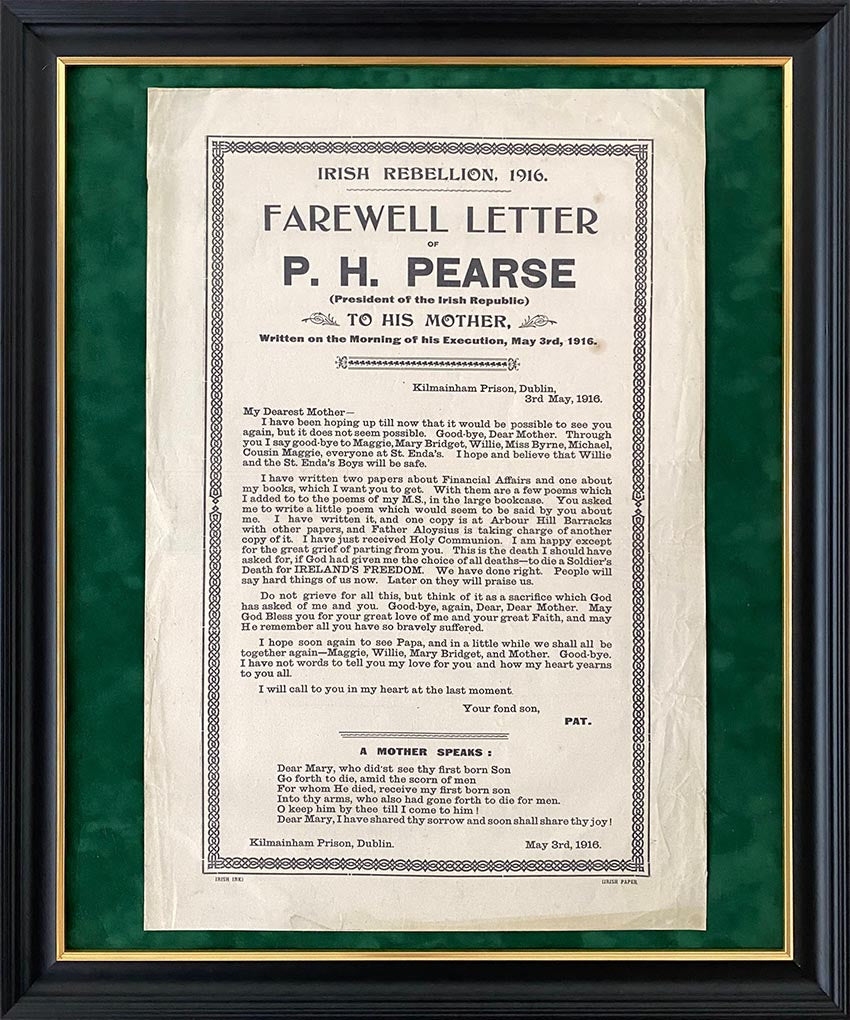 IRISH REBELLION, 1916.
FAREWELL LETTER
OF
P. H. PEARSE
(President of the Irish Republic)
TO HIS MOTHER,
Written on the Morning of his Execution, May 3rd, 1916.
Kilmainham Prison, Dublin,
3rd May, 1916.
My Dearest Mother—
I have been hoping up till now that it would be possible to see you
again, but it does not seem possible. Good-bye, Dear Mother. Through
you I say good-bye to Maggie, Mary Bridget, Willie, Miss Byrne, Michael,
Cousin Maggie, everyone at St. Enda's. I hope and believe that Willie
and the St. Enda's Boys will be safe.
I have written two papers about Financial Affairs and one about
my books, which I want you to get. With them are a few poems which
I added to to the poems of my M.S., in the large bookcase. You asked
me to write a little poem which would seem to be said by you about
me. I have written it, and one copy is at Arbour Hill Barracks
with other papers, and Father Aloysius is taking charge of another
copy of it. I have just received Holy Communion. I am happy except
for the great grief of parting from you. This is the death I should have
asked for, if God had given me the choice of all deaths—to die a Soldier's
Death for IRELAND'S FREEDOM. We have done right. People will
say hard things of us now. Later on they will praise us.
Do not grieve for all this, but think of it as a sacrifice which God
has asked of me and you. Good-bye, again, Dear, Dear Mother. May
God Bless you for your great love of me and your great Faith, and may
He remember all you have so bravely suffered.
I hope soon again to see Papa, and in a little while we shall all be
together again—Maggie, Willie, Mary Bridget, and Mother. Good-bye.
I have not words to tell you my love for you and how my heart yearns
to you all.
I will call to you in my heart at the last moment.
Your fond son,
PAT.
A MOTHER SPEAKS :
Dear Mary, who did'st see thy first born Son
Go forth to die, amid the scorn of men
For whom He died, receive my first born son
Into thy arms, who also had gone forth to die for men.
O keep him by thee till I come to him !
Dear Mary, I have shared thy sorrow and soon shall share thy joy !
Kilmainham Prison, Dublin. May 3rd, 1916.
IRISH INK) (IRISH PAPER